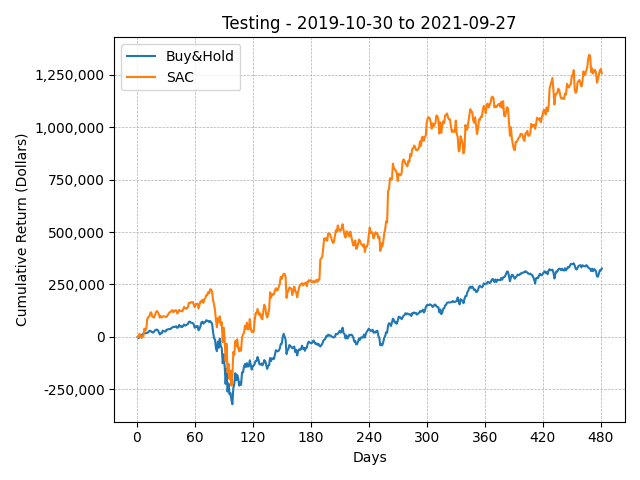 Testing - 2019-10-30 to 2021-09-27
Buy&Hold
SAC
1,250,000
1,000,000
750,000
500,000
250,000
0
-250,000
Cumulative Return (Dollars)
0 60 120 180 240 300 360 420 480
Days